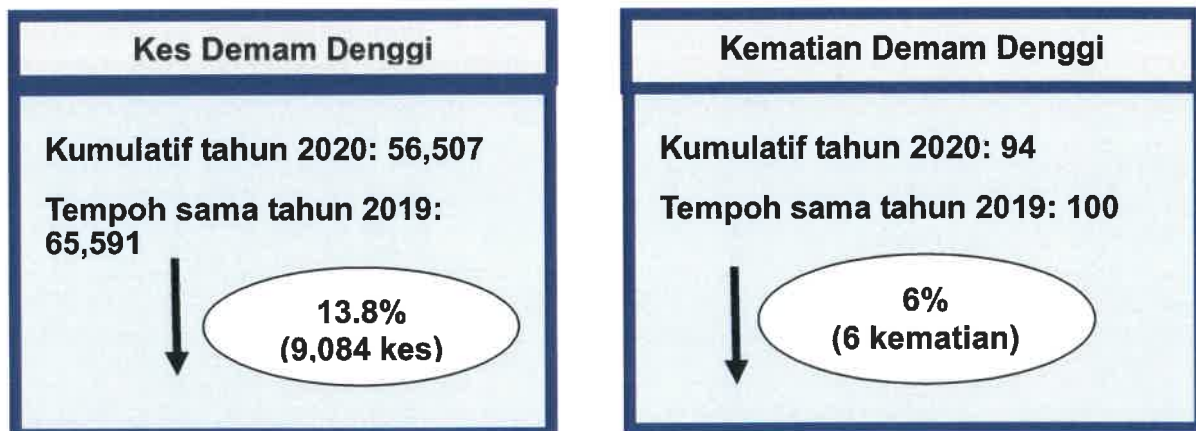 Kes Demam Denggi
Kumulatif tahun 2020: 56,507
Tempoh sama tahun 2019:
65,591
13.8%
(9,084 kes)
Kematian Demam Denggi
Kumulatif tahun 2020: 94
Tempoh sama tahun 2019: 100
6%
(6 kematian)